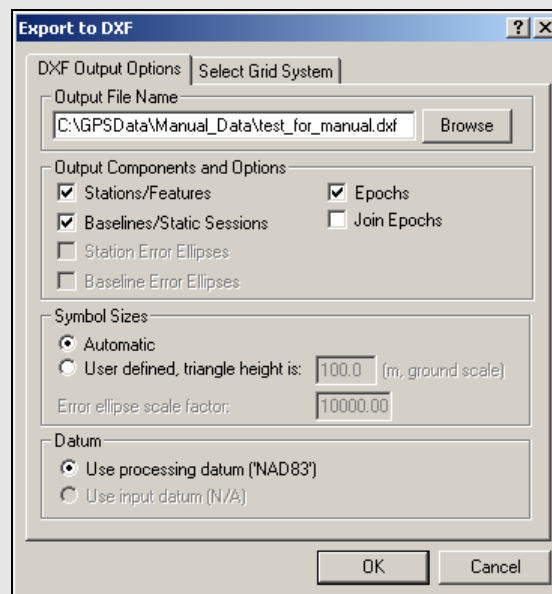 Export to DXF
DXF Output Options Select Grid System
Output File Name
C:\GPSData\Manual_Data\test_for_manual.dxf Browse
Output Components and Options
Stations/Features Epochs
Baselines/Static Sessions Join Epochs
Station Error Ellipses
Baseline Error Ellipses
Symbol Sizes
Automatic
User defined, triangle height is: 100.0 (m, ground scale)
Error ellipse scale factor: 10000.00
Datum
Use processing datum ('NAD83')
Use input datum (N/A)
OK Cancel